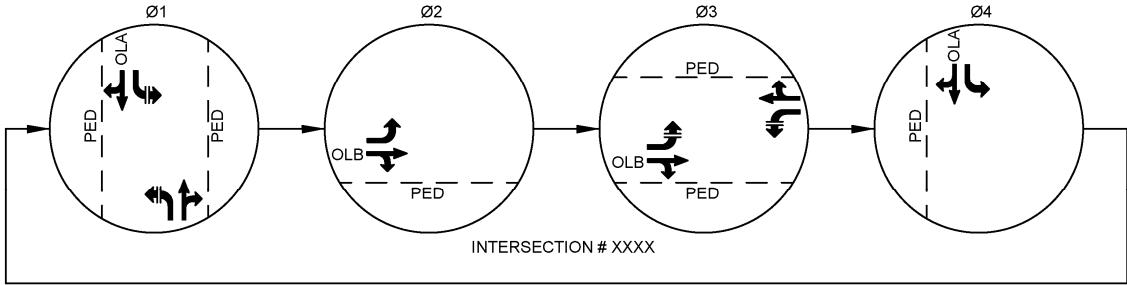 Ø1
Ø2
Ø3
Ø4
OLA
PED
PED
OLB
PED
PED
OLB
PED
OLA
PED
INTERSECTION # XXXX